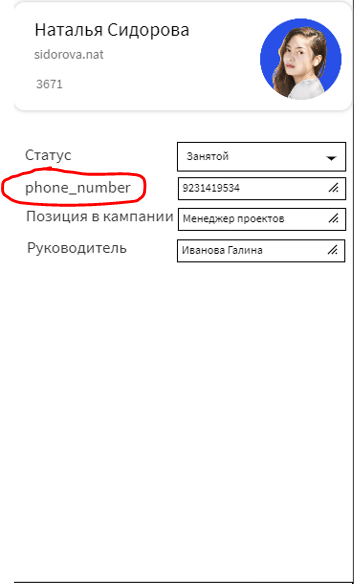 Наталья Сидорова
sidorova.nat
3671
Статус Занятой
phone_number 9231419534
Позиция в кампании Менеджер проектов
Руководитель Иванова Галина